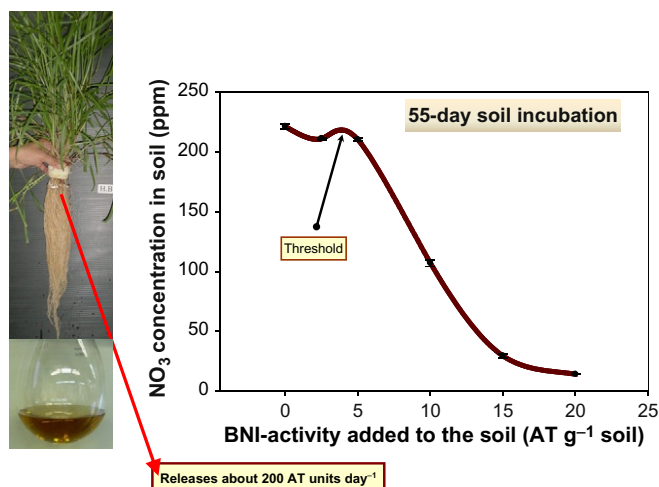 H.B
55-day soil incubation
NO₃ concentration in soil (ppm)
250
200
150
100
50
0
Threshold
0 5 10 15 20 25
BNI-activity added to the soil (AT g⁻¹ soil)
Releases about 200 AT units day⁻¹